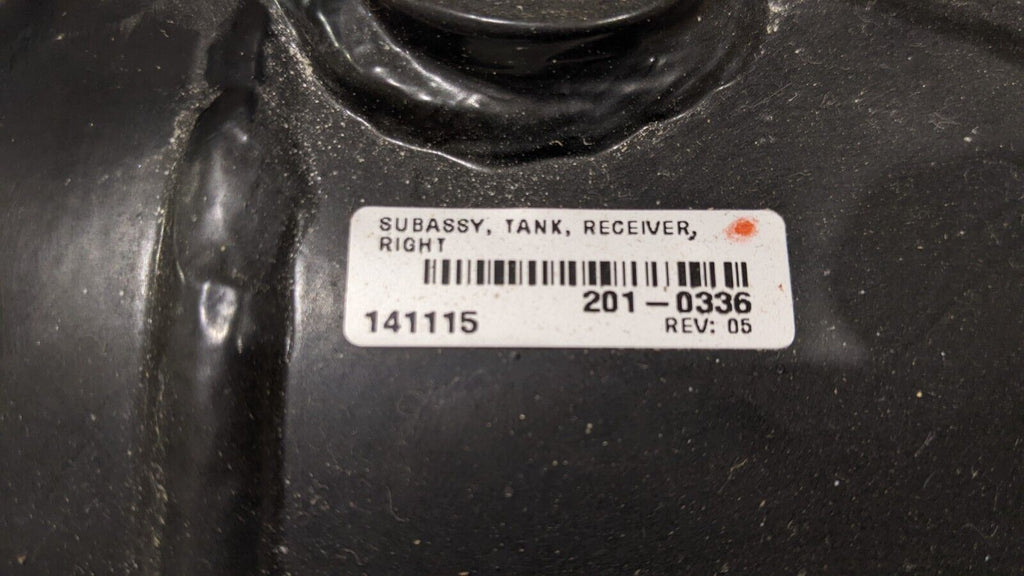 SUBASSY, TANK, RECEIVER,
RIGHT
201-0336
141115 REV: 05